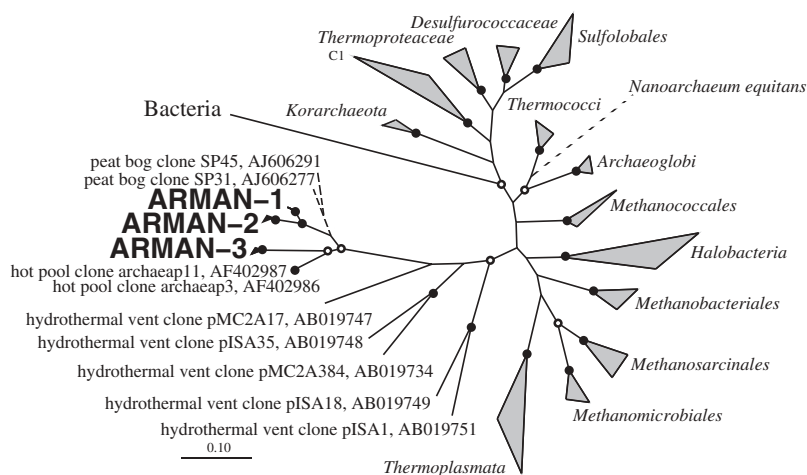 Desulfurococcaceae
Thermoproteaceae
Sulfolobales
C1
Nanoarchaeum equitans
Bacteria
Korarchaeota
Thermococci
peat bog clone SP45, AJ606291
Archaeoglobi
peat bog clone SP31, AJ606277
ARMAN-1
Methanococcales
ARMAN-2
ARMAN-3
Halobacteria
hot pool clone archaeap11, AF402987
hot pool clone archaeap3, AF402986
Methanobacteriales
hydrothermal vent clone pMC2A17, AB019747
hydrothermal vent clone pISA35, AB019748
Methanosarcinales
hydrothermal vent clone pMC2A384, AB019734
hydrothermal vent clone pISA18, AB019749
Methanomicrobiales
hydrothermal vent clone pISA1, AB019751
0.10
Thermoplasmata